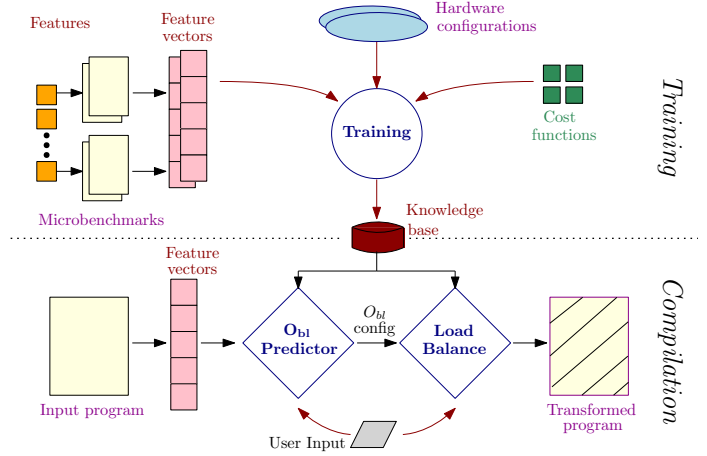 Features
Feature
vectors
Hardware
configurations
Training
Cost
functions
Training
Microbenchmarks
Knowledge
base
Feature
vectors
O_bl
Predictor
O_bl
config
Load
Balance
Compilation
Input program
Transformed
program
User Input